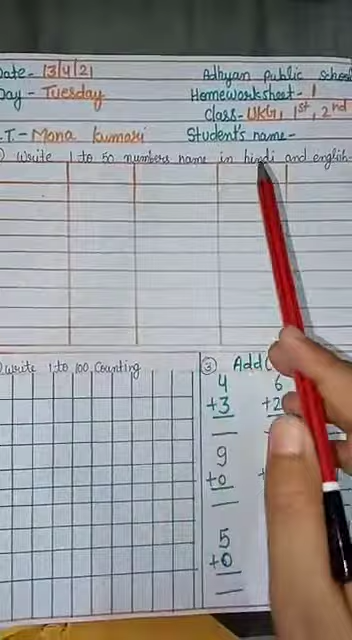 Date- 13/4/21
Adhyan public school
Day- Tuesday
Homeworksheet- 1
Class- UKG, 1st, 2nd
.T.- Mona kumari
Student's name-
Write 1 to 50 numbers name in hindi and english-
write 1 to 100 Counting
③ Add
4
+3
6
+2
9
+0
5
+0